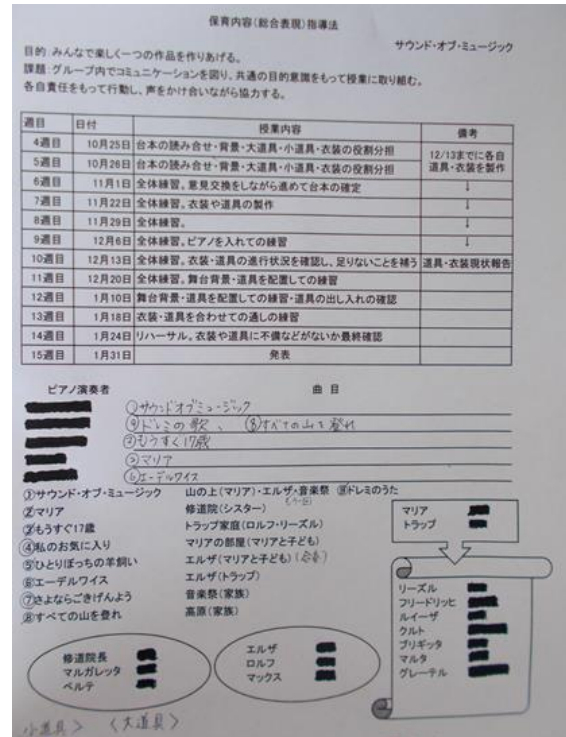 保育内容(総合表現)指導法
サウンド・オブ・ミュージック
目的:みんなで楽しく一つの作品を作りあげる。
課題:グループ内でコミュニケーションを図り、共通の目的意識をもって授業に取り組む。
各自責任をもって行動し、声をかけ合いながら協力する。
週目 日付 授業内容 備考
4週目 10月25日 台本の読み合せ・背景・大道具・小道具・衣装の役割分担 12/13までに各自道具・衣装を製作
5週目 10月26日 台本の読み合せ・背景・大道具・小道具・衣装の役割分担
6週目 11月1日 全体練習。意見交換をしながら進めて台本の確定 ↓
7週目 11月22日 全体練習。衣装や道具の製作 ↓
8週目 11月29日 全体練習。 ↓
9週目 12月6日 全体練習。ピアノを入れての練習 ↓
10週目 12月13日 全体練習。衣装・道具の進行状況を確認し、足りないことを補う 道具・衣装現状報告
11週目 12月20日 全体練習。舞台背景・道具を配置しての練習
12週目 1月10日 舞台背景・道具を配置しての練習・道具の出し入れの確認
13週目 1月18日 衣装・道具を合わせての通しの練習
14週目 1月24日 リハーサル。衣装や道具に不備などがないか最終確認
15週目 1月31日 発表
ピアノ演奏者 曲目
①サウンドオブミュージック
⑨ドレミの歌、⑧すべての山を登れ
③もうすぐ17歳
②マリア
⑥エーデルワイス
①サウンド・オブ・ミュージック 山の上(マリア)・エルザ・音楽祭 ⑨ドレミのうた
②マリア 修道院(シスター)
③もうすぐ17歳 トラップ家庭(ロルフ・リーズル)
④私のお気に入り マリアの部屋(マリアと子ども)
⑤ひとりぼっちの羊飼い エルザ(マリアと子ども)
⑥エーデルワイス エルザ(トラップ)
⑦さよならごきげんよう 音楽祭(家族)
⑧すべての山を登れ 高原(家族)
マリア
トラップ
リーズル
フリードリッヒ
ルイーザ
クルト
ブリギッタ
マルタ
グレーテル
修道院長
マルガレッタ
ベルテ
エルザ
ロルフ
マックス
小道具> <大道具>